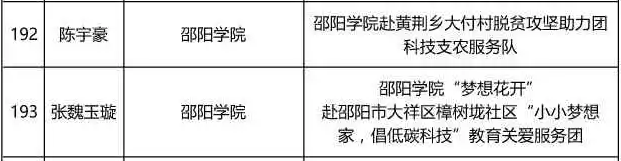 192 陈宇豪 邵阳学院 邵阳学院赴黄荆乡大付村脱贫攻坚助力团
科技支农服务队
193 张魏玉璇 邵阳学院 邵阳学院“梦想花开”
赴邵阳市大祥区樟树垅社区“小小梦想
家，倡低碳科技”教育关爱服务团